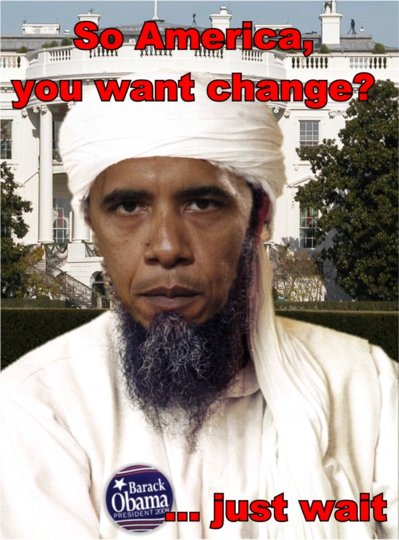 So America,
you want change?
Barack
Obama
PRESIDENT 2008
... just wait